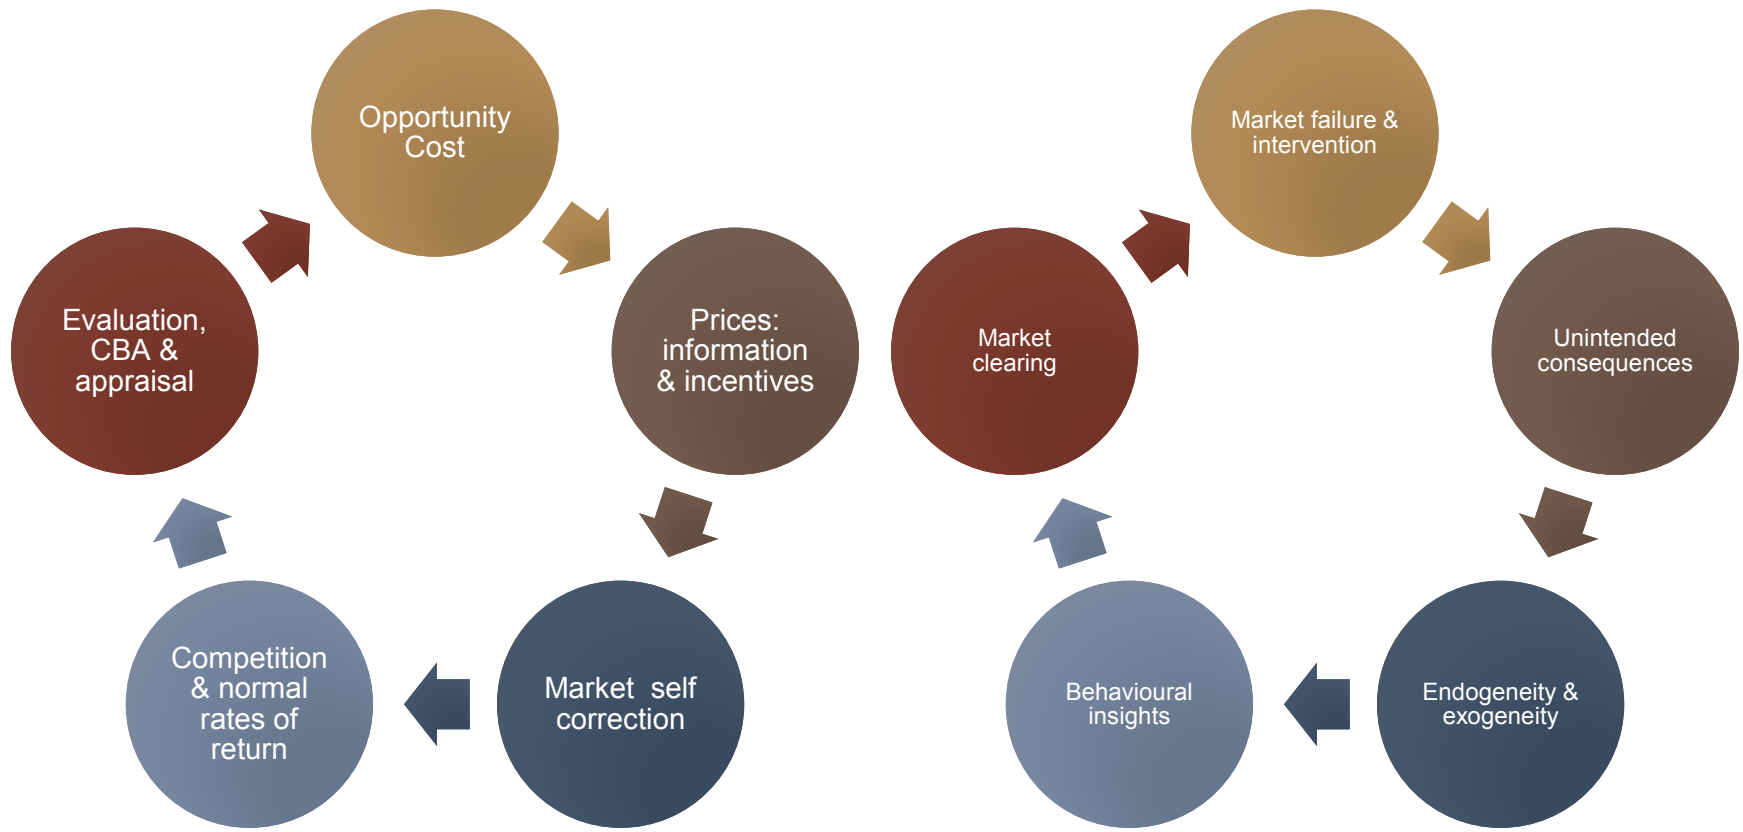 Opportunity
Cost
Prices:
information
& incentives
Market  self
correction
Competition
& normal
rates of
return
Evaluation,
CBA &
appraisal
Market failure &
intervention
Unintended
consequences
Endogeneity &
exogeneity
Behavioural
insights
Market
clearing